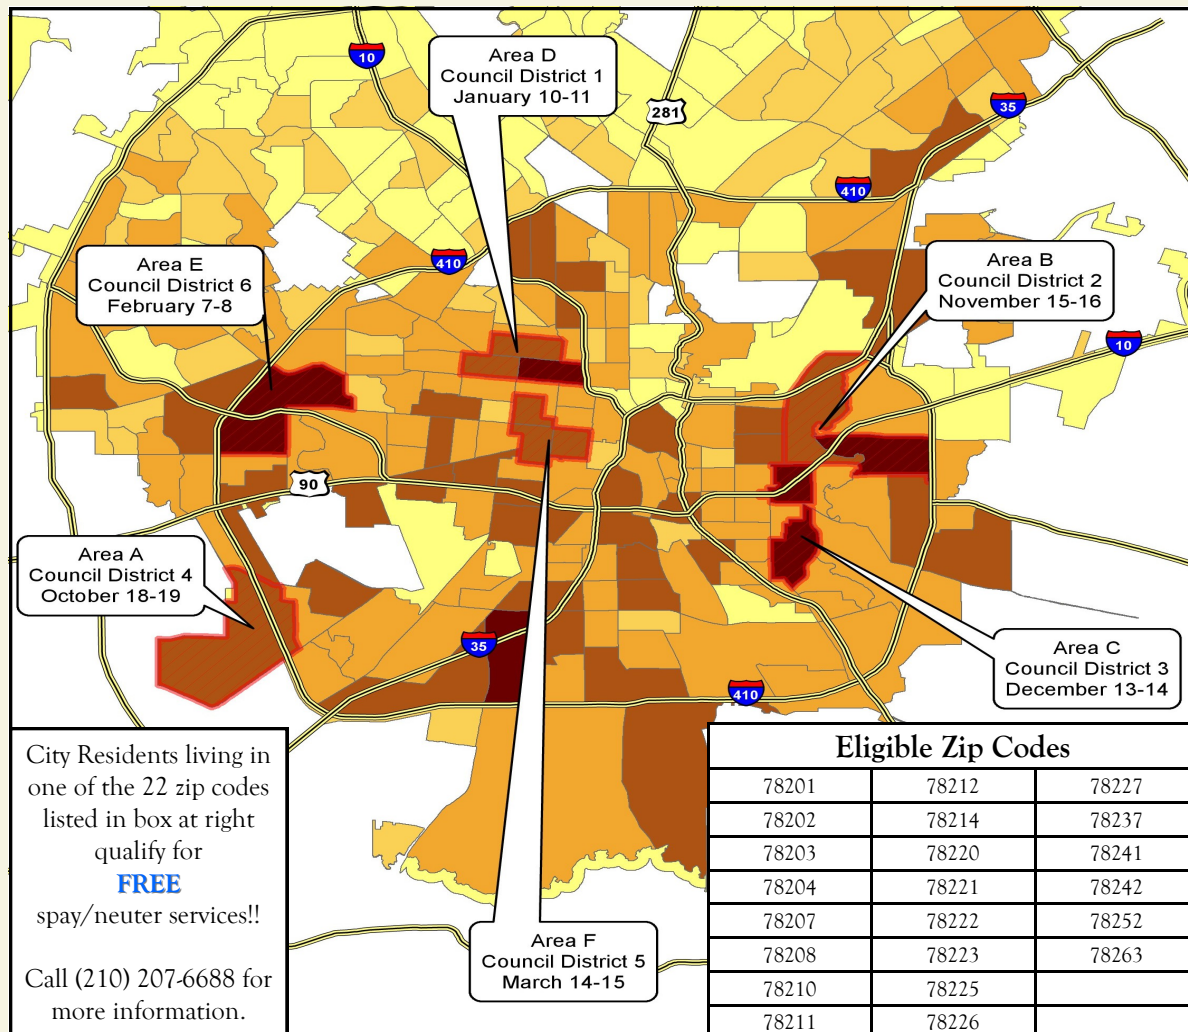 10
Area D
Council District 1
January 10-11
281
35
410
410
Area E
Council District 6
February 7-8
Area B
Council District 2
November 15-16
10
90
Area A
Council District 4
October 18-19
35
Area C
Council District 3
December 13-14
410
City Residents living in
one of the 22 zip codes
listed in box at right
qualify for
FREE
spay/neuter services!!
Call (210) 207-6688 for
more information.
Area F
Council District 5
March 14-15
Eligible Zip Codes
78201 78212 78227
78202 78214 78237
78203 78220 78241
78204 78221 78242
78207 78222 78252
78208 78223 78263
78210 78225
78211 78226